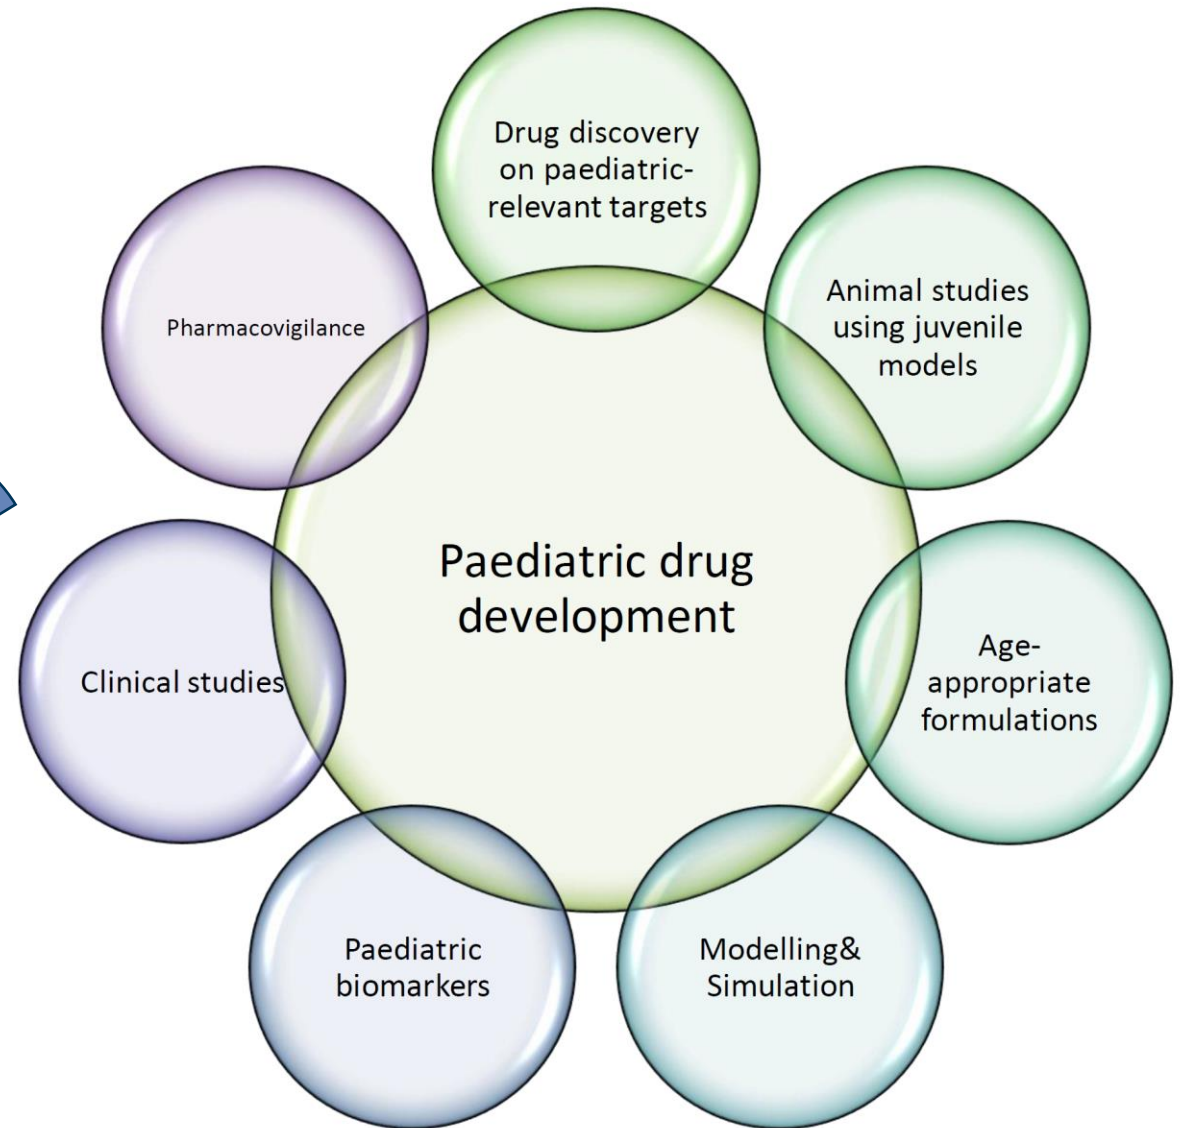 Drug discovery
on paediatric-
relevant targets
Animal studies
using juvenile
models
Age-
appropriate
formulations
Modelling&
Simulation
Paediatric
biomarkers
Clinical studies
Pharmacovigilance
Paediatric drug
development